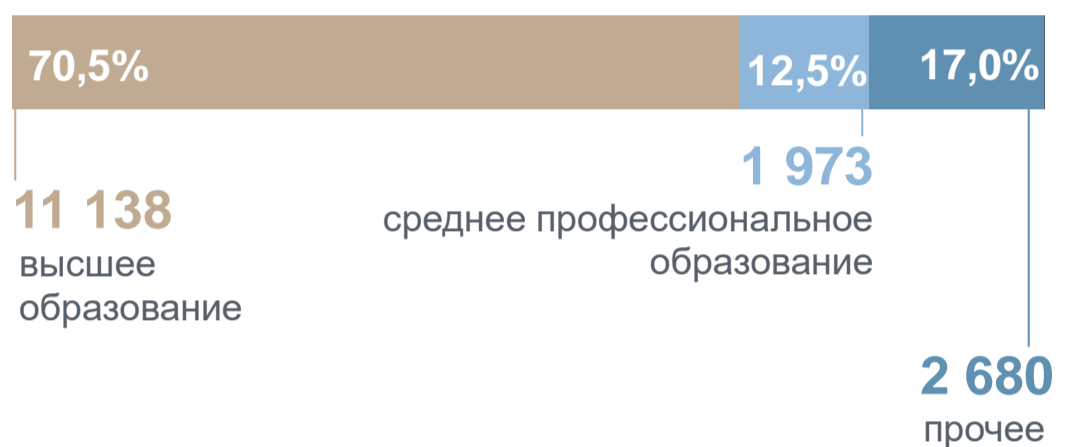 70,5%
12,5%
17,0%
1 973
среднее профессиональное
образование
11 138
высшее
образование
2 680
прочее